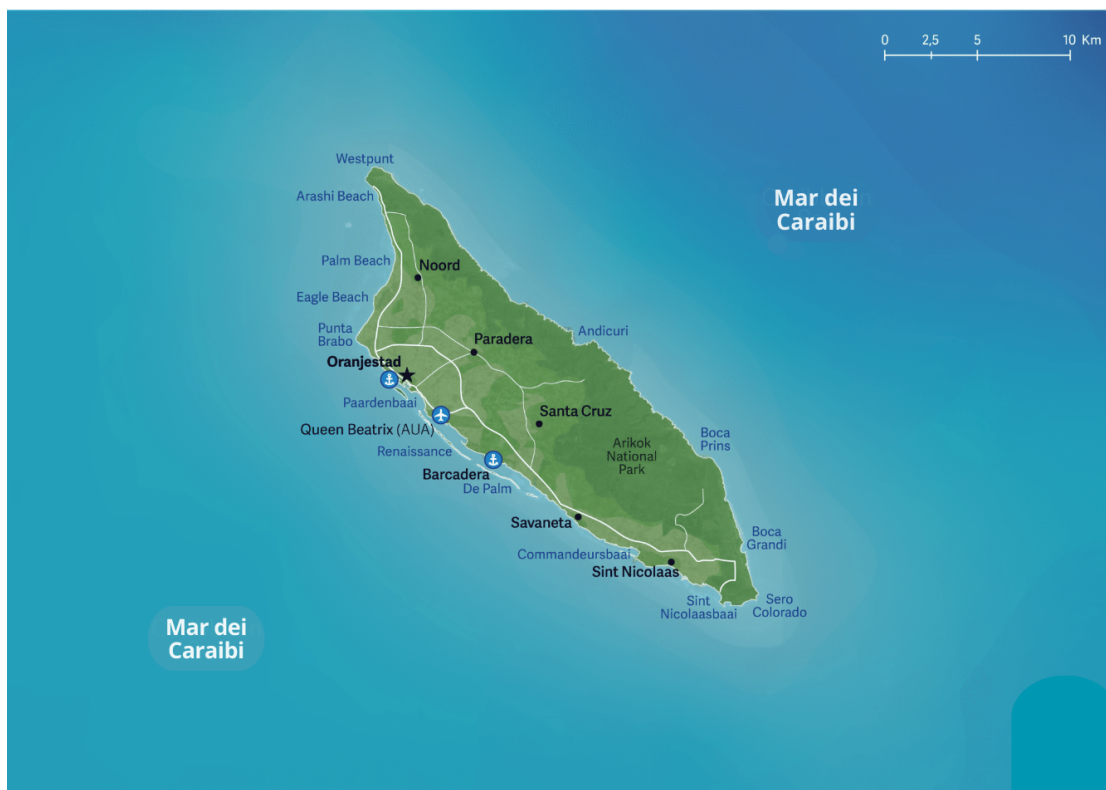 0 2,5 5 10 Km
Westpunt
Arashi Beach
Mar dei
Caraibi
Palm Beach
Noord
Eagle Beach
Punta
Brabo
Andicuri
Paradera
Oranjestad
Paardenbaai
Santa Cruz
Queen Beatrix (AUA)
Boca
Prins
Arikok
National
Park
Renaissance
Barcadera
De Palm
Savaneta
Boca
Grandi
Commandeursbaai
Sint Nicolaas
Sint
Nicolaasbaai
Sero
Colorado
Mar dei
Caraibi